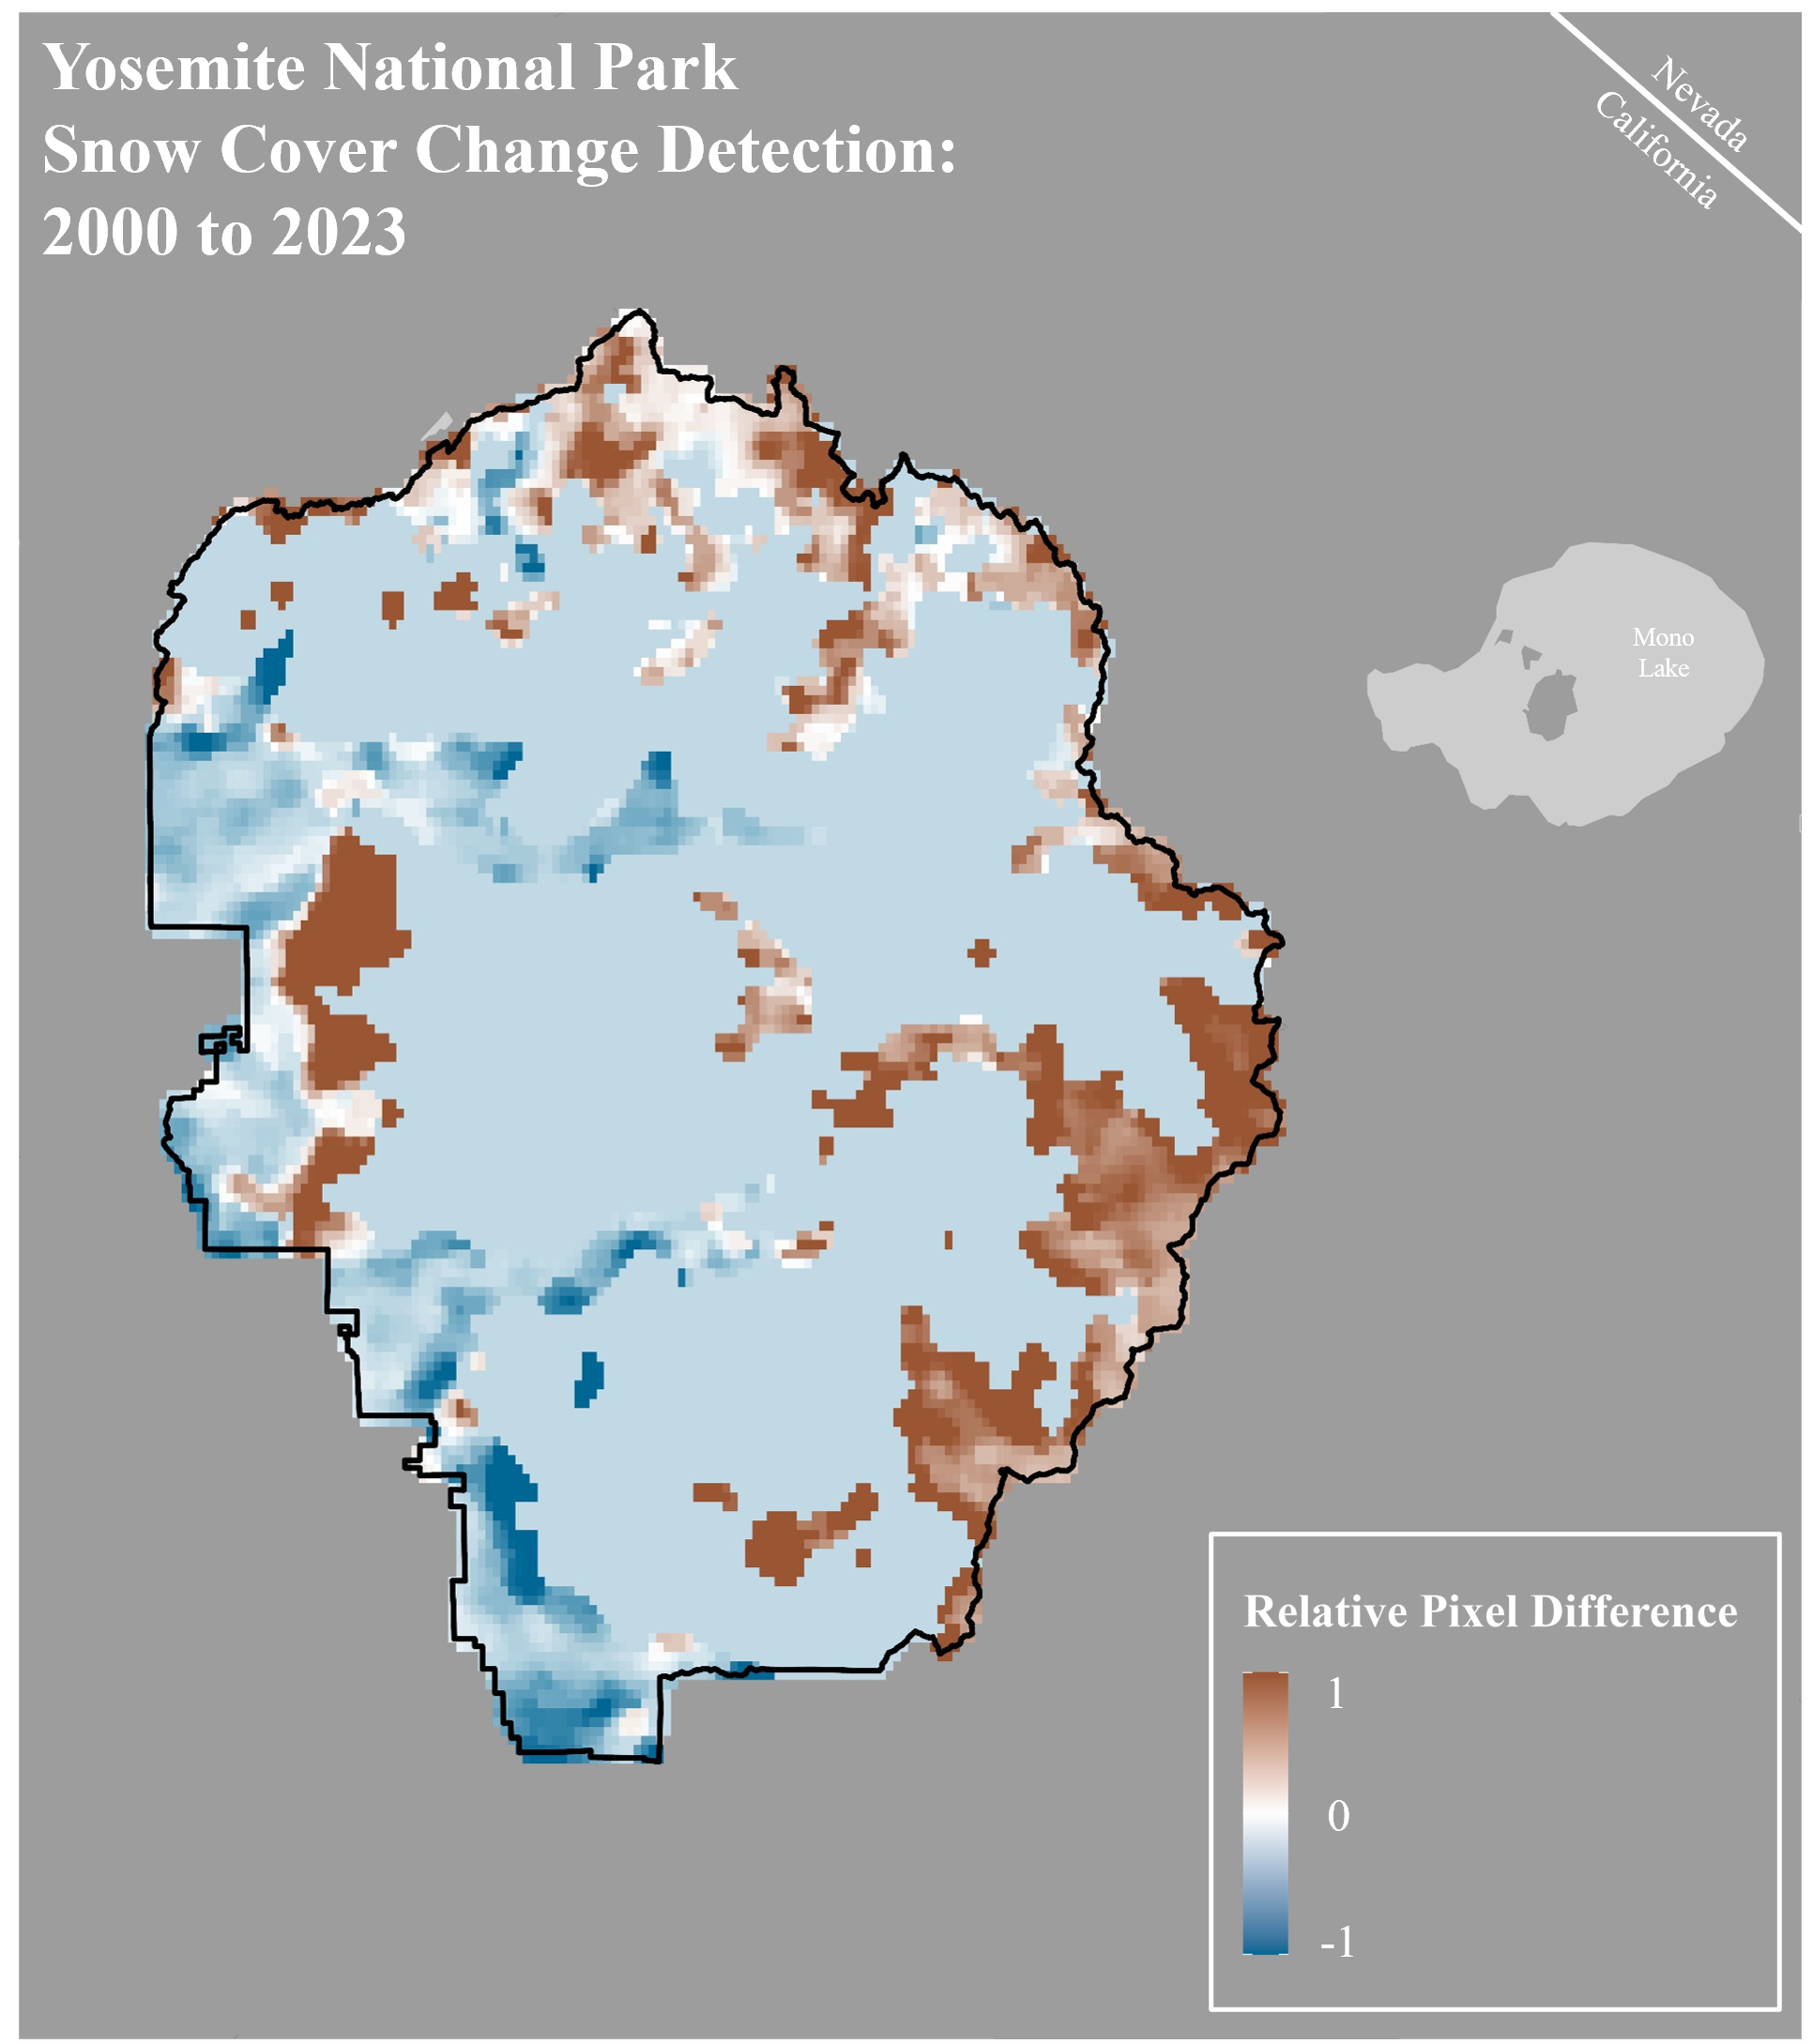 Yosemite National Park
Snow Cover Change Detection:
2000 to 2023
Nevada
California
Mono
Lake
Relative Pixel Difference
1
0
-1